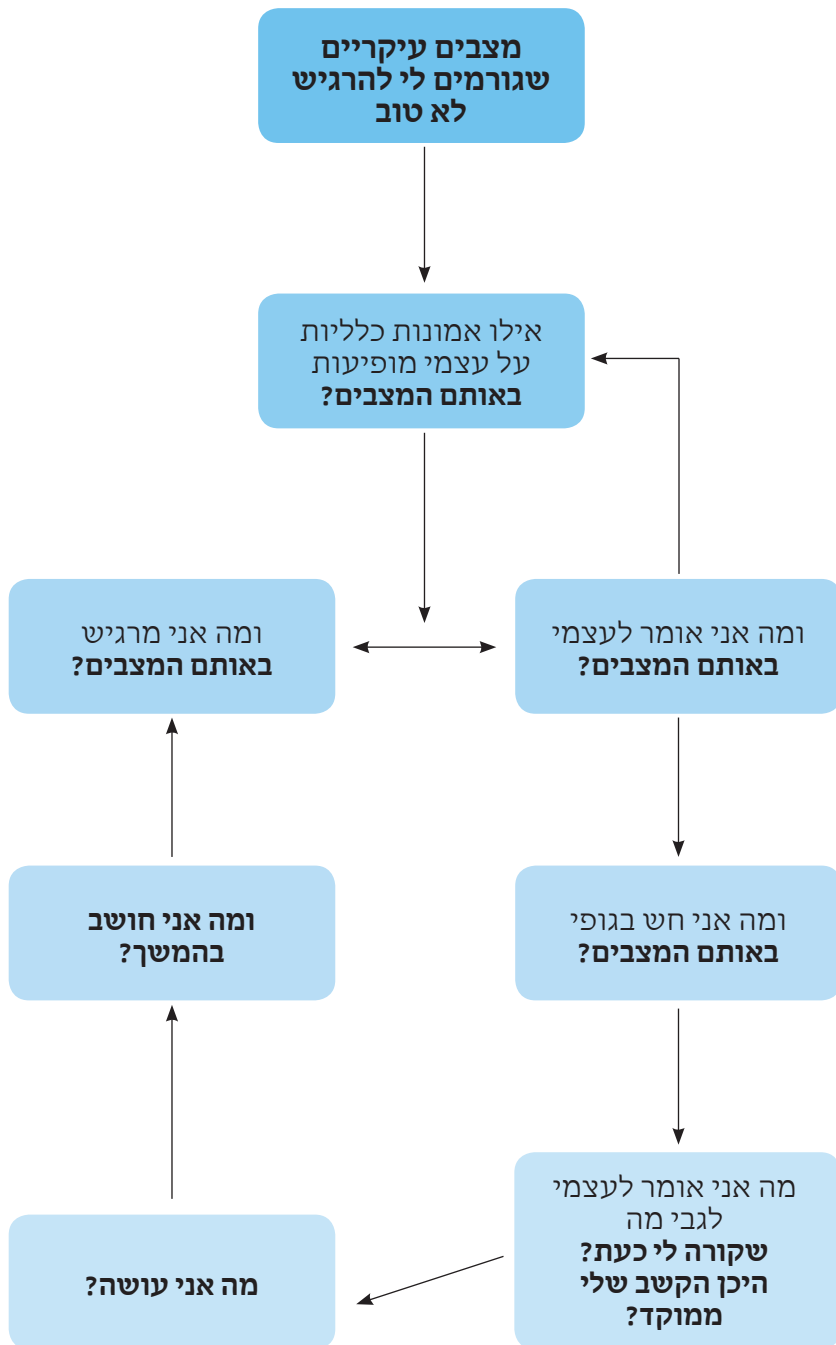 מצבים עיקריים
שגורמים לי להרגיש
לא טוב
אילו אמונות כלליות
על עצמי מופיעות
באותם המצבים?
ומה אני אומר לעצמי
באותם המצבים?
ומה אני מרגיש
באותם המצבים?
ומה אני חש בגופי
באותם המצבים?
ומה אני חושב
בהמשך?
מה אני אומר לעצמי
לגבי מה
שקורה לי כעת?
היכן הקשב שלי
ממוקד?
מה אני עושה?